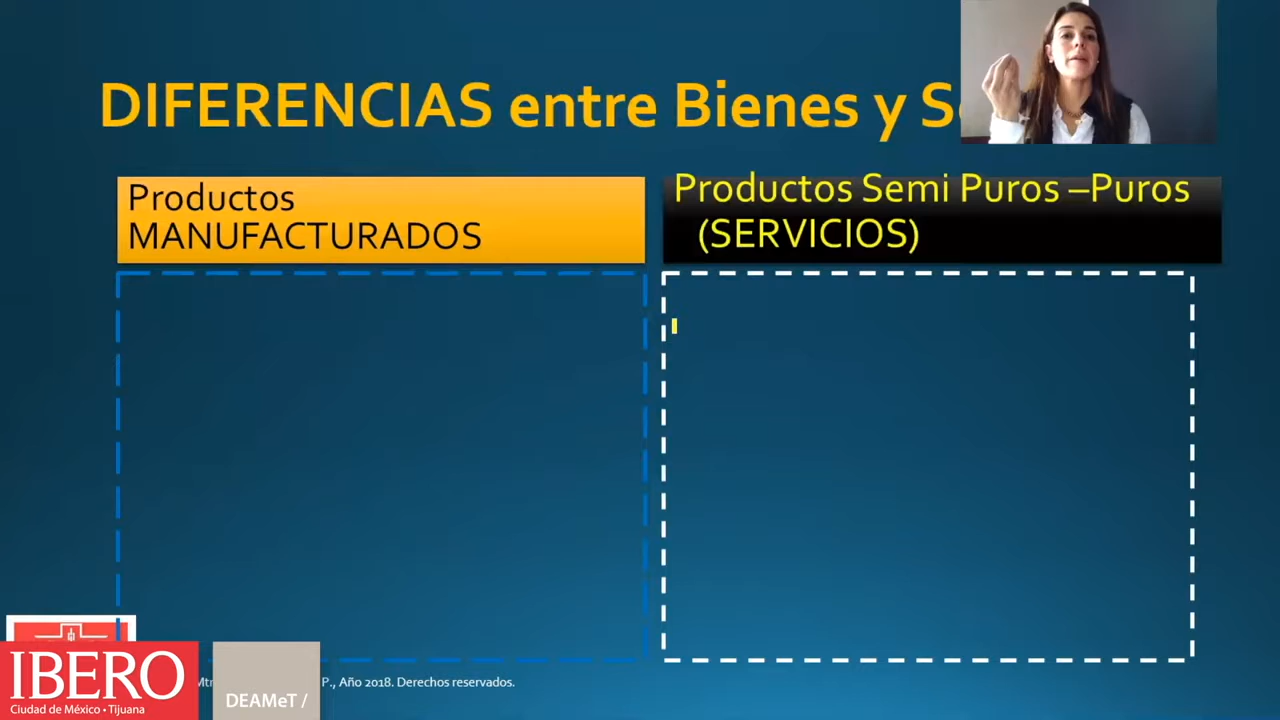 DIFERENCIAS entre Bienes y
Productos
MANUFACTURADOS
Productos Semi Puros –Puros
(SERVICIOS)
P., Año 2018. Derechos reservados.
IBERO
Ciudad de México • Tijuana
DEAMeT /